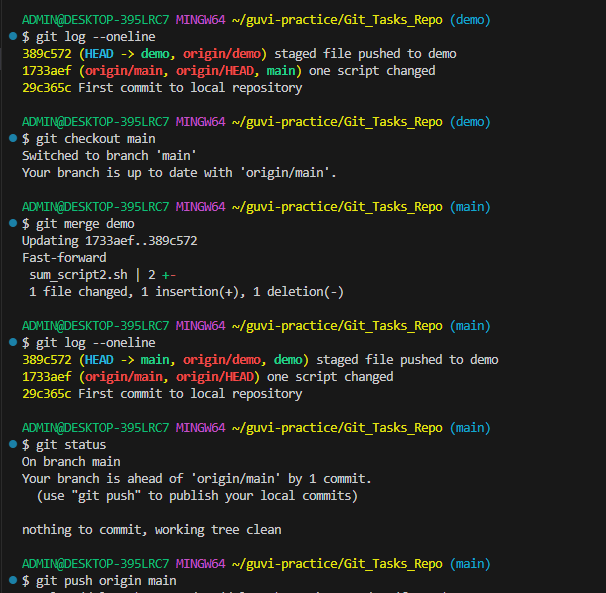 ADMIN@DESKTOP-395LRC7 MINGW64 ~/guvi-practice/Git_Tasks_Repo (demo)
$ git log --oneline
389c572 (HEAD -> demo, origin/demo) staged file pushed to demo
1733aef (origin/main, origin/HEAD, main) one script changed
29c365c First commit to local repository
ADMIN@DESKTOP-395LRC7 MINGW64 ~/guvi-practice/Git_Tasks_Repo (demo)
$ git checkout main
Switched to branch 'main'
Your branch is up to date with 'origin/main'.
ADMIN@DESKTOP-395LRC7 MINGW64 ~/guvi-practice/Git_Tasks_Repo (main)
$ git merge demo
Updating 1733aef..389c572
Fast-forward
 sum_script2.sh | 2 +-
 1 file changed, 1 insertion(+), 1 deletion(-)
ADMIN@DESKTOP-395LRC7 MINGW64 ~/guvi-practice/Git_Tasks_Repo (main)
$ git log --oneline
389c572 (HEAD -> main, origin/demo, demo) staged file pushed to demo
1733aef (origin/main, origin/HEAD) one script changed
29c365c First commit to local repository
ADMIN@DESKTOP-395LRC7 MINGW64 ~/guvi-practice/Git_Tasks_Repo (main)
$ git status
On branch main
Your branch is ahead of 'origin/main' by 1 commit.
  (use "git push" to publish your local commits)
nothing to commit, working tree clean
ADMIN@DESKTOP-395LRC7 MINGW64 ~/guvi-practice/Git_Tasks_Repo (main)
$ git push origin main